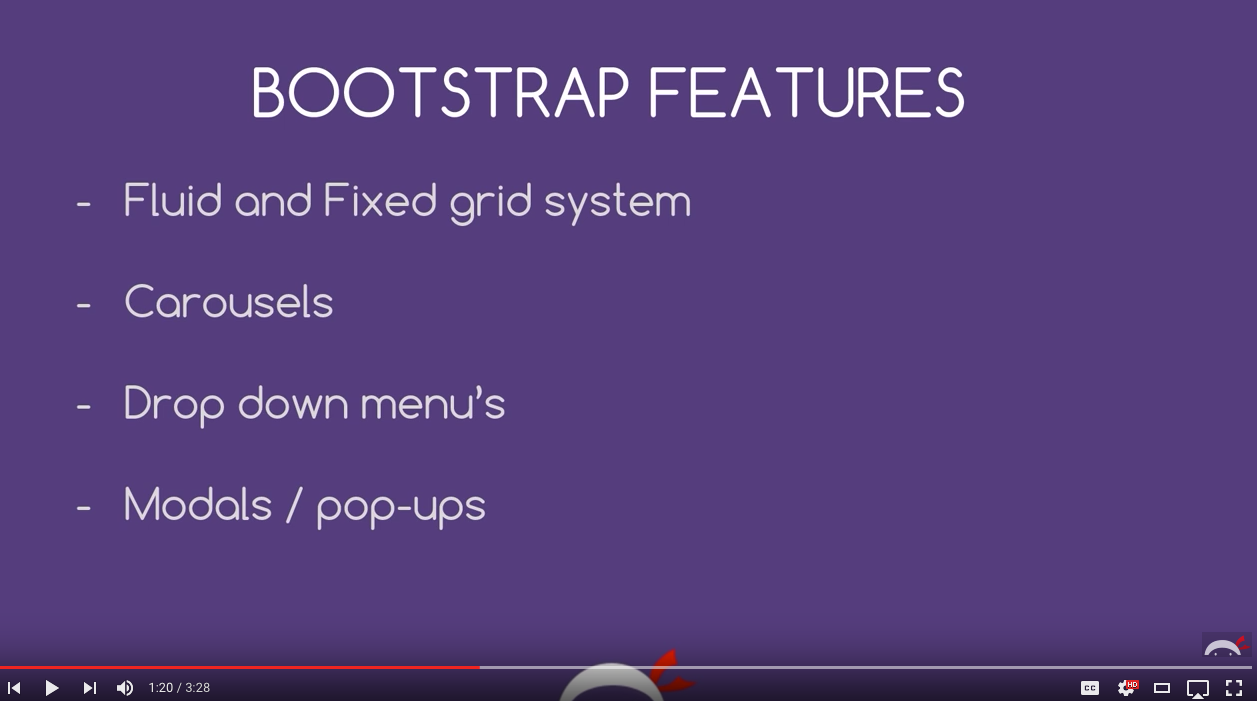 BOOTSTRAP FEATURES
- Fluid and Fixed grid system
- Carousels
- Drop down menu’s
- Modals / pop-ups
1:20 / 3:28
CC
HD